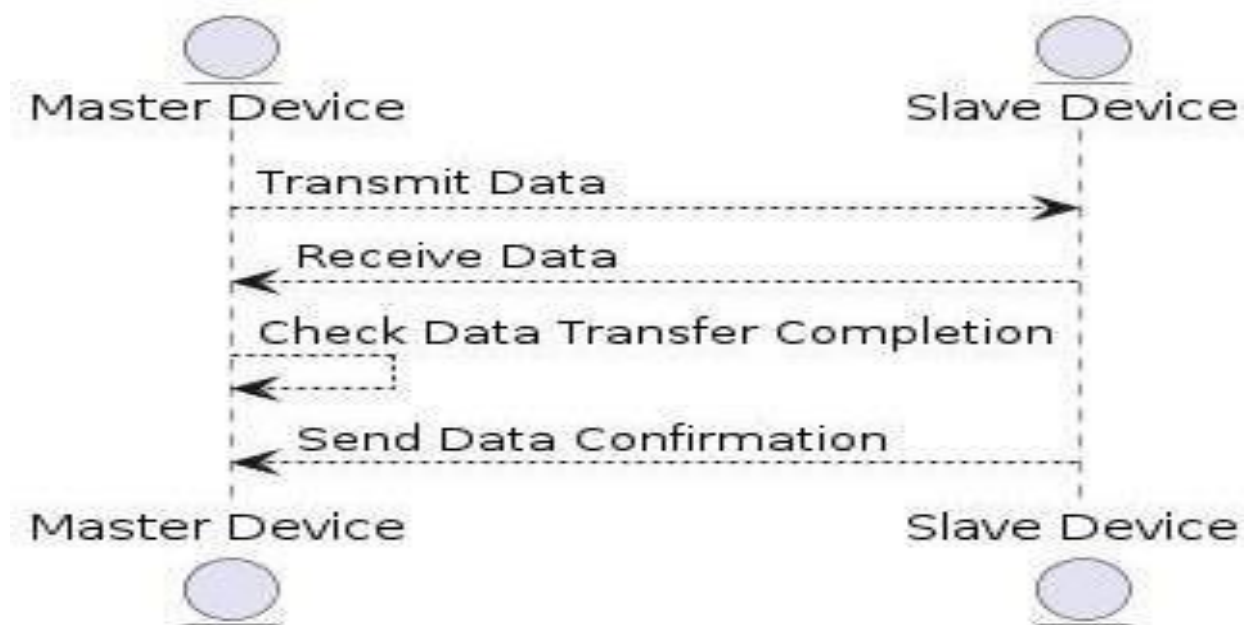 Master Device
Slave Device
Transmit Data
Receive Data
Check Data Transfer Completion
Send Data Confirmation
Master Device
Slave Device